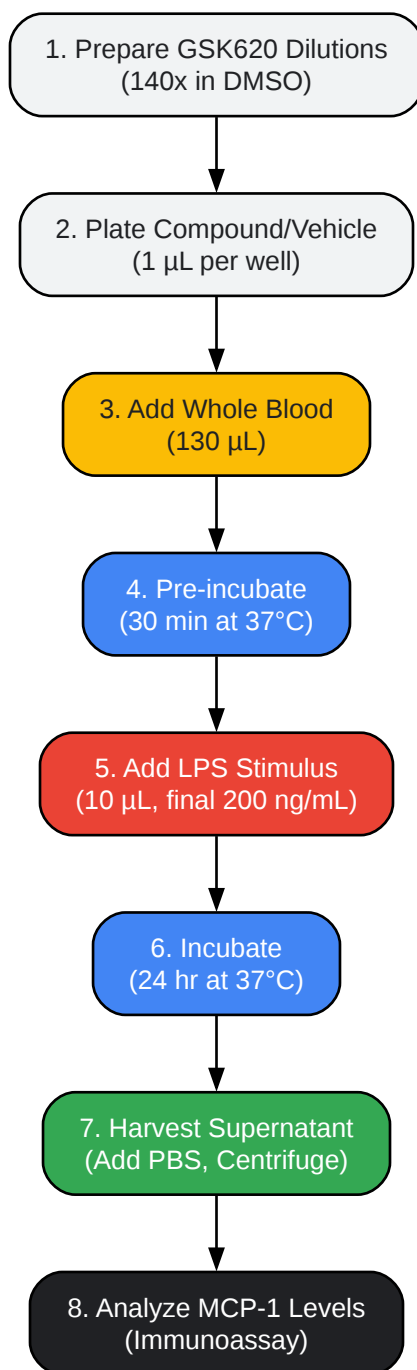 1. Prepare GSK620 Dilutions
(140x in DMSO)
2. Plate Compound/Vehicle
(1 µL per well)
3. Add Whole Blood
(130 µL)
4. Pre-incubate
(30 min at 37°C)
5. Add LPS Stimulus
(10 µL, final 200 ng/mL)
6. Incubate
(24 hr at 37°C)
7. Harvest Supernatant
(Add PBS, Centrifuge)
8. Analyze MCP-1 Levels
(Immunoassay)